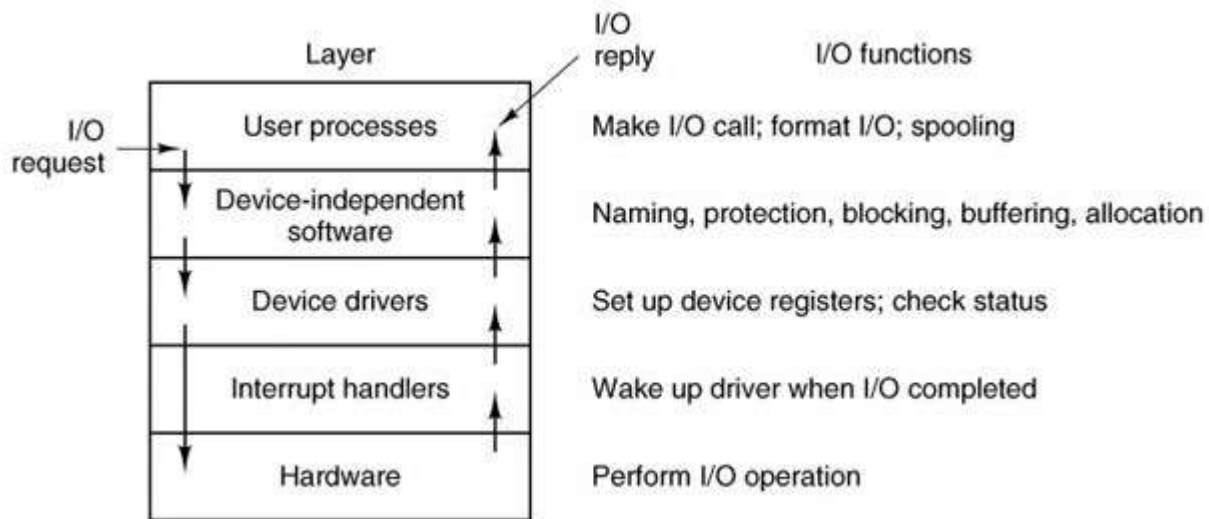 I/O
reply
Layer
I/O functions
I/O
request
User processes
Make I/O call; format I/O; spooling
Device-independent
software
Naming, protection, blocking, buffering, allocation
Device drivers
Set up device registers; check status
Interrupt handlers
Wake up driver when I/O completed
Hardware
Perform I/O operation